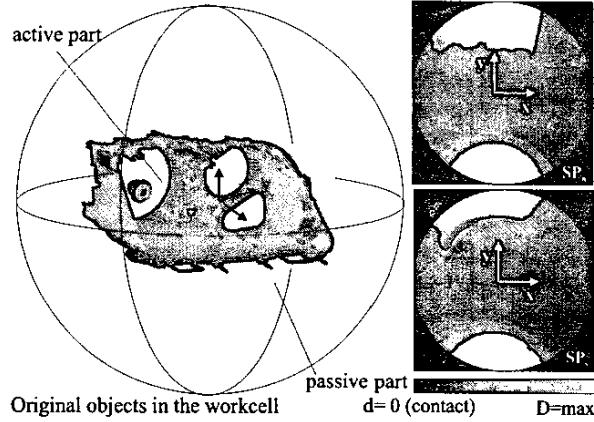 active part
y
x
SP
y
x
SP
passive part
Original objects in the workcell
d= 0 (contact)
D=max